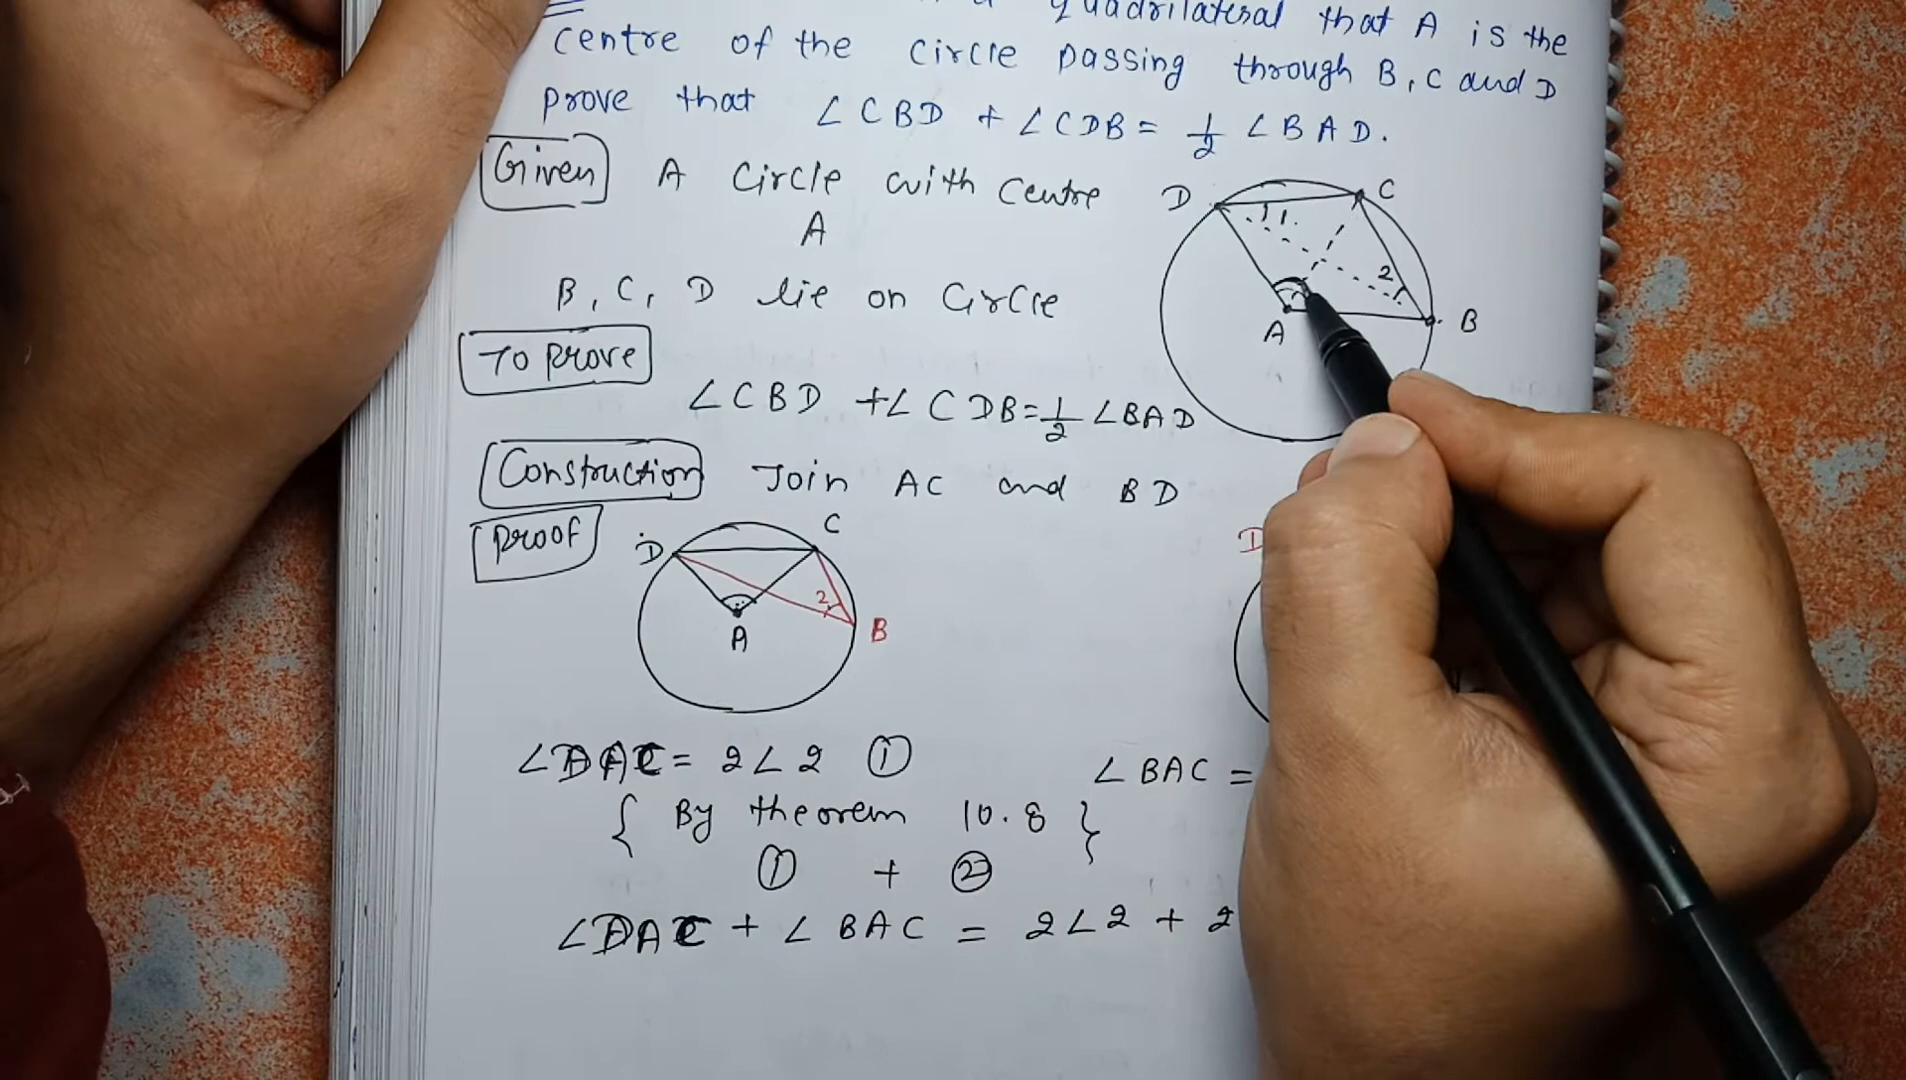 quadrilateral that A is the
centre of the circle passing through B, C and D
prove that ∠CBD + ∠CDB = 1/2 ∠BAD.
Given A circle with Centre
A
B, C, D lie on Circle
To prove
∠CBD + ∠CDB = 1/2 ∠BAD
Construction Join AC and BD
Proof
D C
1
2
A B
D C
2
A B
D
∠DAC = 2∠2 ①
∠BAC =
{ By theorem 10.8 }
① + ②
∠DAC + ∠BAC = 2∠2 + 2